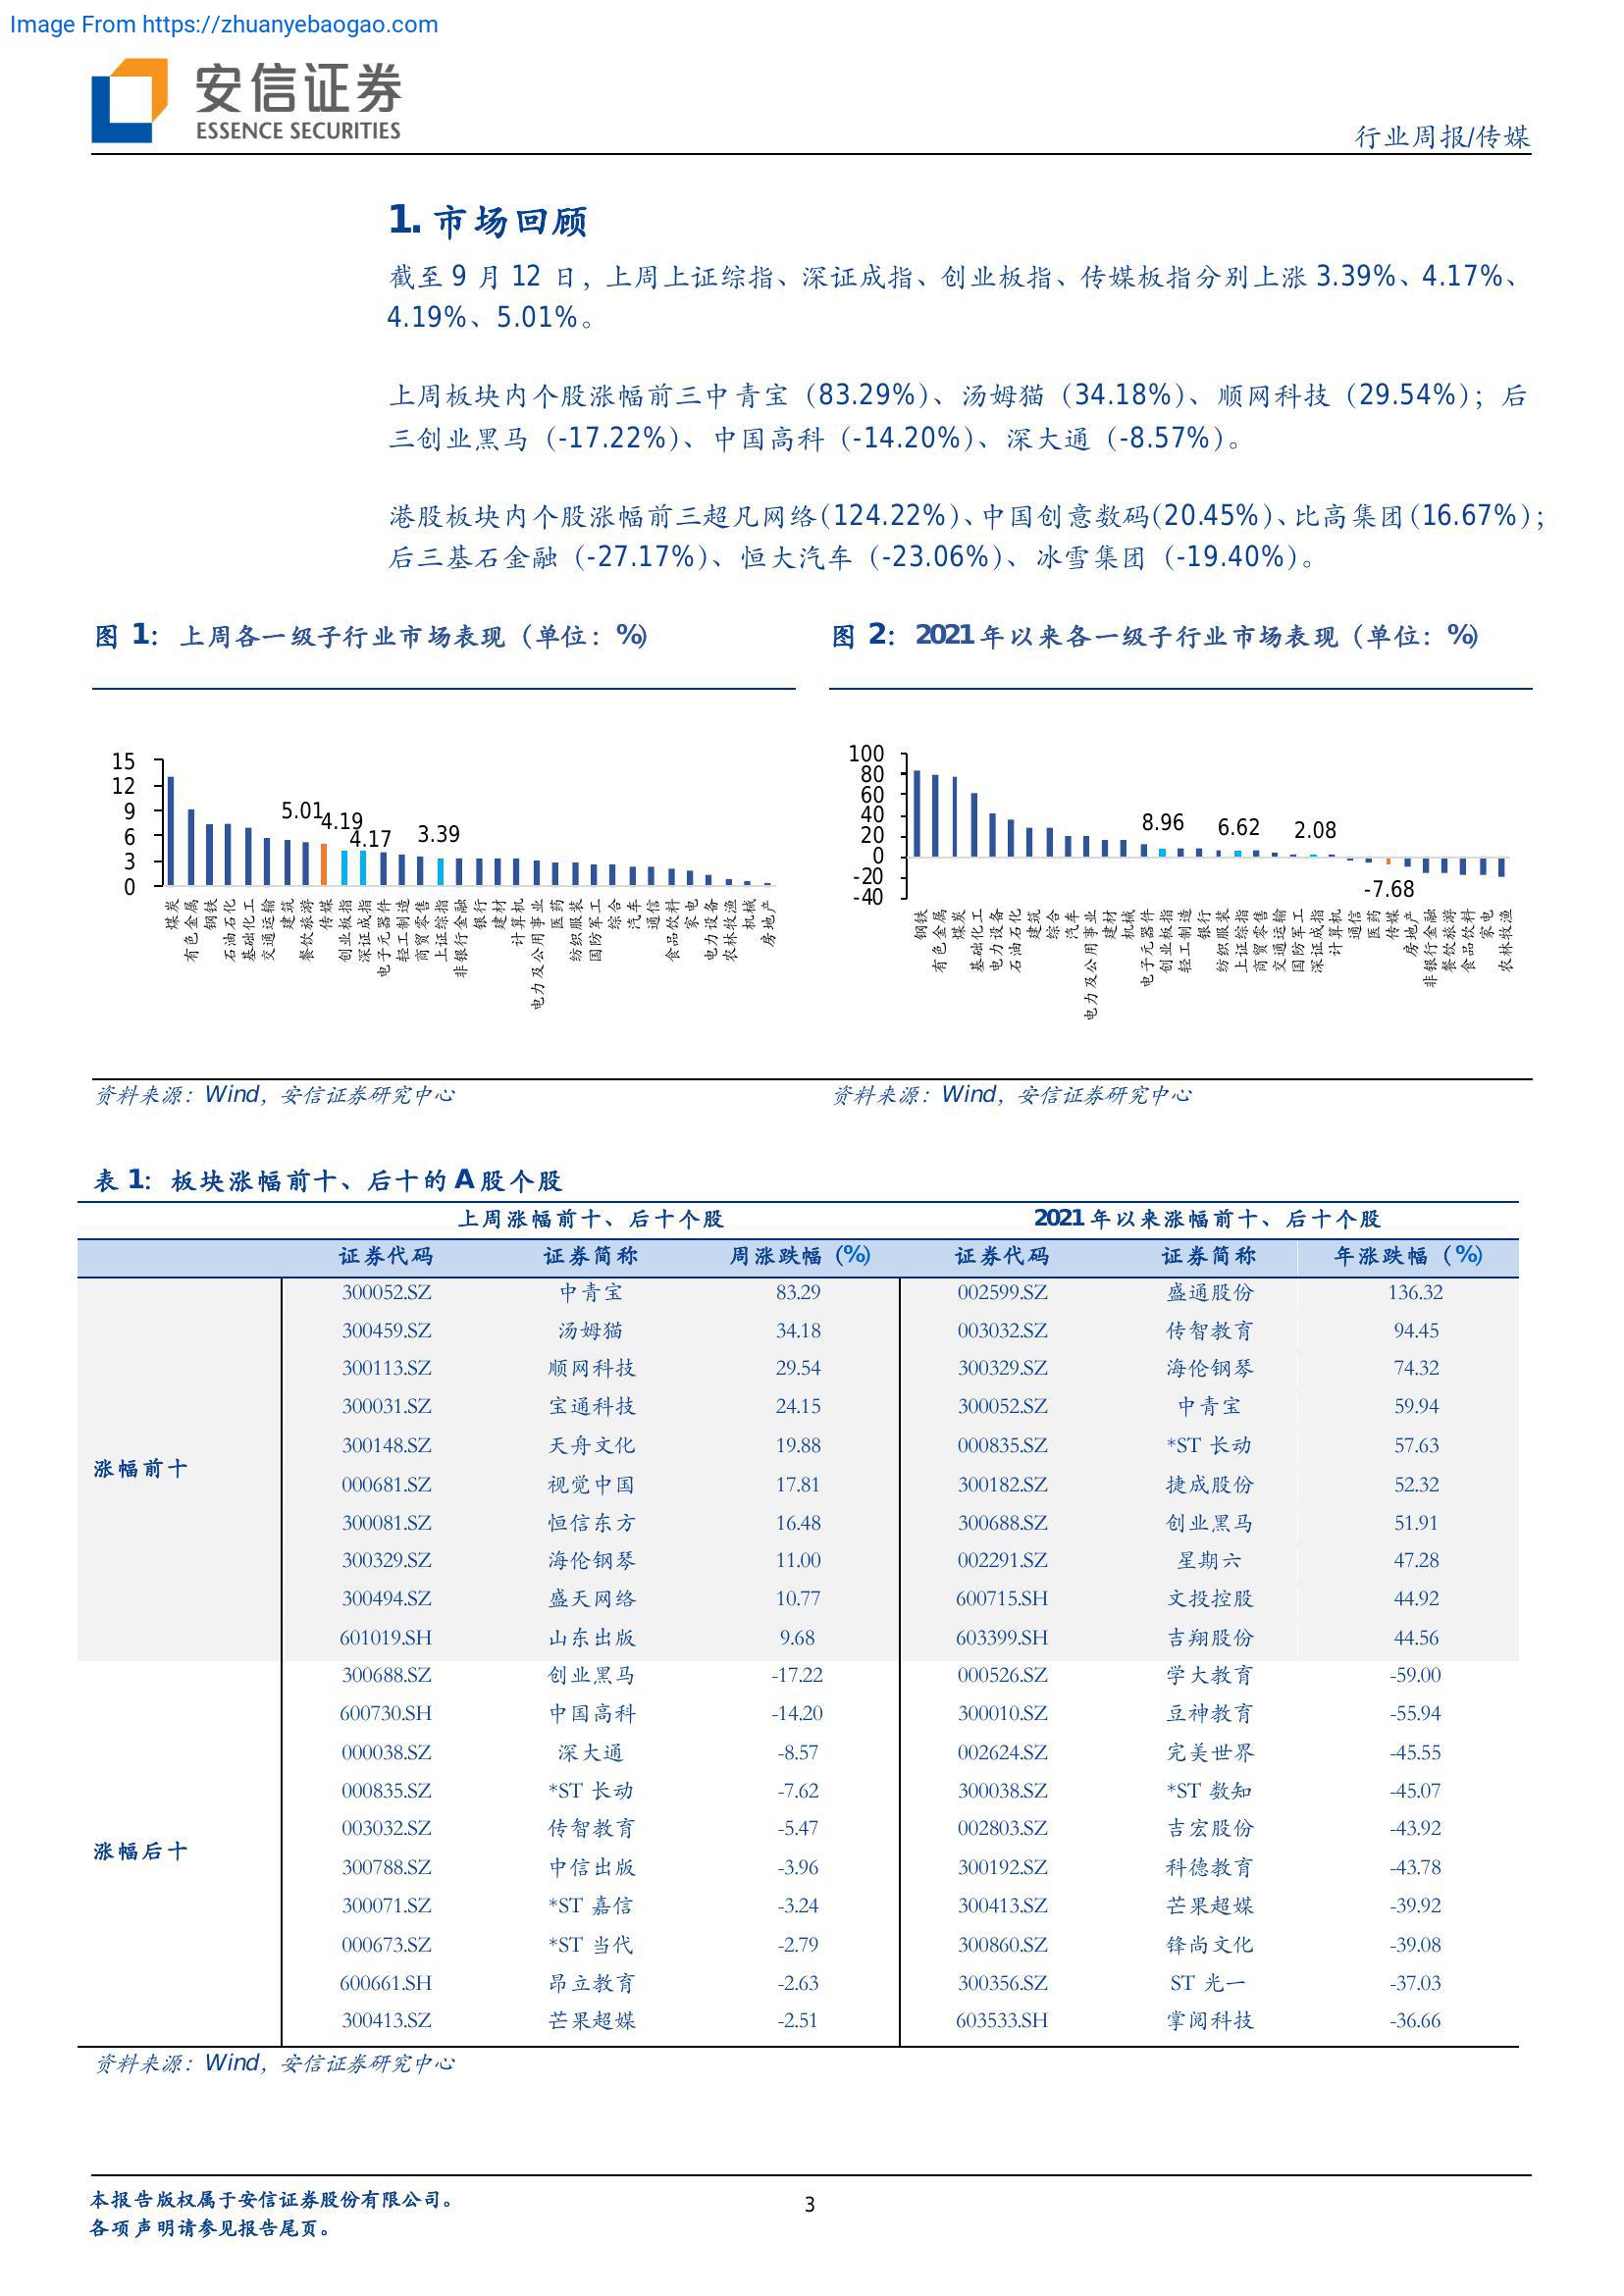 Image From https://zhuanyebaogao.com
安信证券
ESSENCE SECURITIES
行业周报/传媒
1. 市场回顾
截至 9 月 12 日，上周上证综指、深证成指、创业板指、传媒板指分别上涨 3.39%、4.17%、
4.19%、5.01%。
上周板块内个股涨幅前三中青宝（83.29%）、汤姆猫（34.18%）、顺网科技（29.54%）；后
三创业黑马（-17.22%）、中国高科（-14.20%）、深大通（-8.57%）。
港股板块内个股涨幅前三超凡网络(124.22%)、中国创意数码(20.45%)、比高集团(16.67%)；
后三基石金融（-27.17%）、恒大汽车（-23.06%）、冰雪集团（-19.40%）。
图 1: 上周各一级子行业市场表现（单位：%）
15
12
9
6
3
0
5.01
4.19
4.17
3.39
煤炭
有色金属
钢铁
石油石化
基础化工
交通运输
建筑
餐饮旅游
传媒
创业板指
深证成指
电子元器件
轻工制造
商贸零售
上证综指
非银行金融
银行
建材
计算机
电力及公用事业
医药
纺织服装
国防军工
综合
汽车
通信
食品饮料
家电
电力设备
农林牧渔
机械
房地产
图 2: 2021 年以来各一级子行业市场表现（单位：%）
100
80
60
40
20
0
-20
-40
8.96
6.62
2.08
-7.68
钢铁
有色金属
煤炭
基础化工
电力设备
石油石化
建筑
综合
汽车
电力及公用事业
建材
机械
电子元器件
创业板指
轻工制造
银行
纺织服装
上证综指
商贸零售
交通运输
国防军工
深证成指
计算机
通信
医药
传媒
房地产
非银行金融
餐饮旅游
食品饮料
家电
农林牧渔
资料来源：Wind，安信证券研究中心
资料来源：Wind，安信证券研究中心
表 1: 板块涨幅前十、后十的 A 股个股
上周涨幅前十、后十个股 2021 年以来涨幅前十、后十个股
证券代码 证券简称 周涨跌幅（%） 证券代码 证券简称 年涨跌幅（%）
涨幅前十
300052.SZ 中青宝 83.29 002599.SZ 盛通股份 136.32
300459.SZ 汤姆猫 34.18 003032.SZ 传智教育 94.45
300113.SZ 顺网科技 29.54 300329.SZ 海伦钢琴 74.32
300031.SZ 宝通科技 24.15 300052.SZ 中青宝 59.94
300148.SZ 天舟文化 19.88 000835.SZ *ST 长动 57.63
000681.SZ 视觉中国 17.81 300182.SZ 捷成股份 52.32
300081.SZ 恒信东方 16.48 300688.SZ 创业黑马 51.91
300329.SZ 海伦钢琴 11.00 002291.SZ 星期六 47.28
300494.SZ 盛天网络 10.77 600715.SH 文投控股 44.92
601019.SH 山东出版 9.68 603399.SH 吉翔股份 44.56
涨幅后十
300688.SZ 创业黑马 -17.22 000526.SZ 学大教育 -59.00
600730.SH 中国高科 -14.20 300010.SZ 豆神教育 -55.94
000038.SZ 深大通 -8.57 002624.SZ 完美世界 -45.55
000835.SZ *ST 长动 -7.62 300038.SZ *ST 数知 -45.07
003032.SZ 传智教育 -5.47 002803.SZ 吉宏股份 -43.92
300788.SZ 中信出版 -3.96 300192.SZ 科德教育 -43.78
300071.SZ *ST 嘉信 -3.24 300413.SZ 芒果超媒 -39.92
000673.SZ *ST 当代 -2.79 300860.SZ 锋尚文化 -39.08
600661.SH 昂立教育 -2.63 300356.SZ ST 光一 -37.03
300413.SZ 芒果超媒 -2.51 603533.SH 掌阅科技 -36.66
资料来源：Wind，安信证券研究中心
本报告版权属于安信证券股份有限公司。
各项声明请参见报告尾页。
3